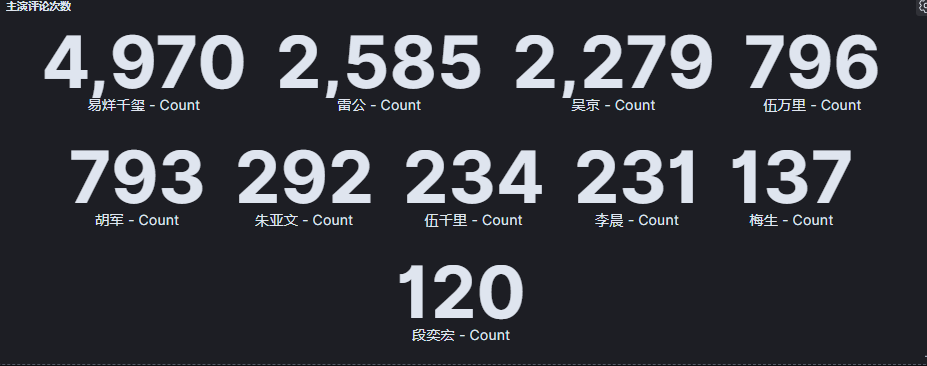 主演评论次数
4,970 2,585 2,279 796
易烊千玺 - Count 雷公 - Count 吴京 - Count 伍万里 - Count
793 292 234 231 137
胡军 - Count 朱亚文 - Count 伍千里 - Count 李晨 - Count 梅生 - Count
120
段奕宏 - Count